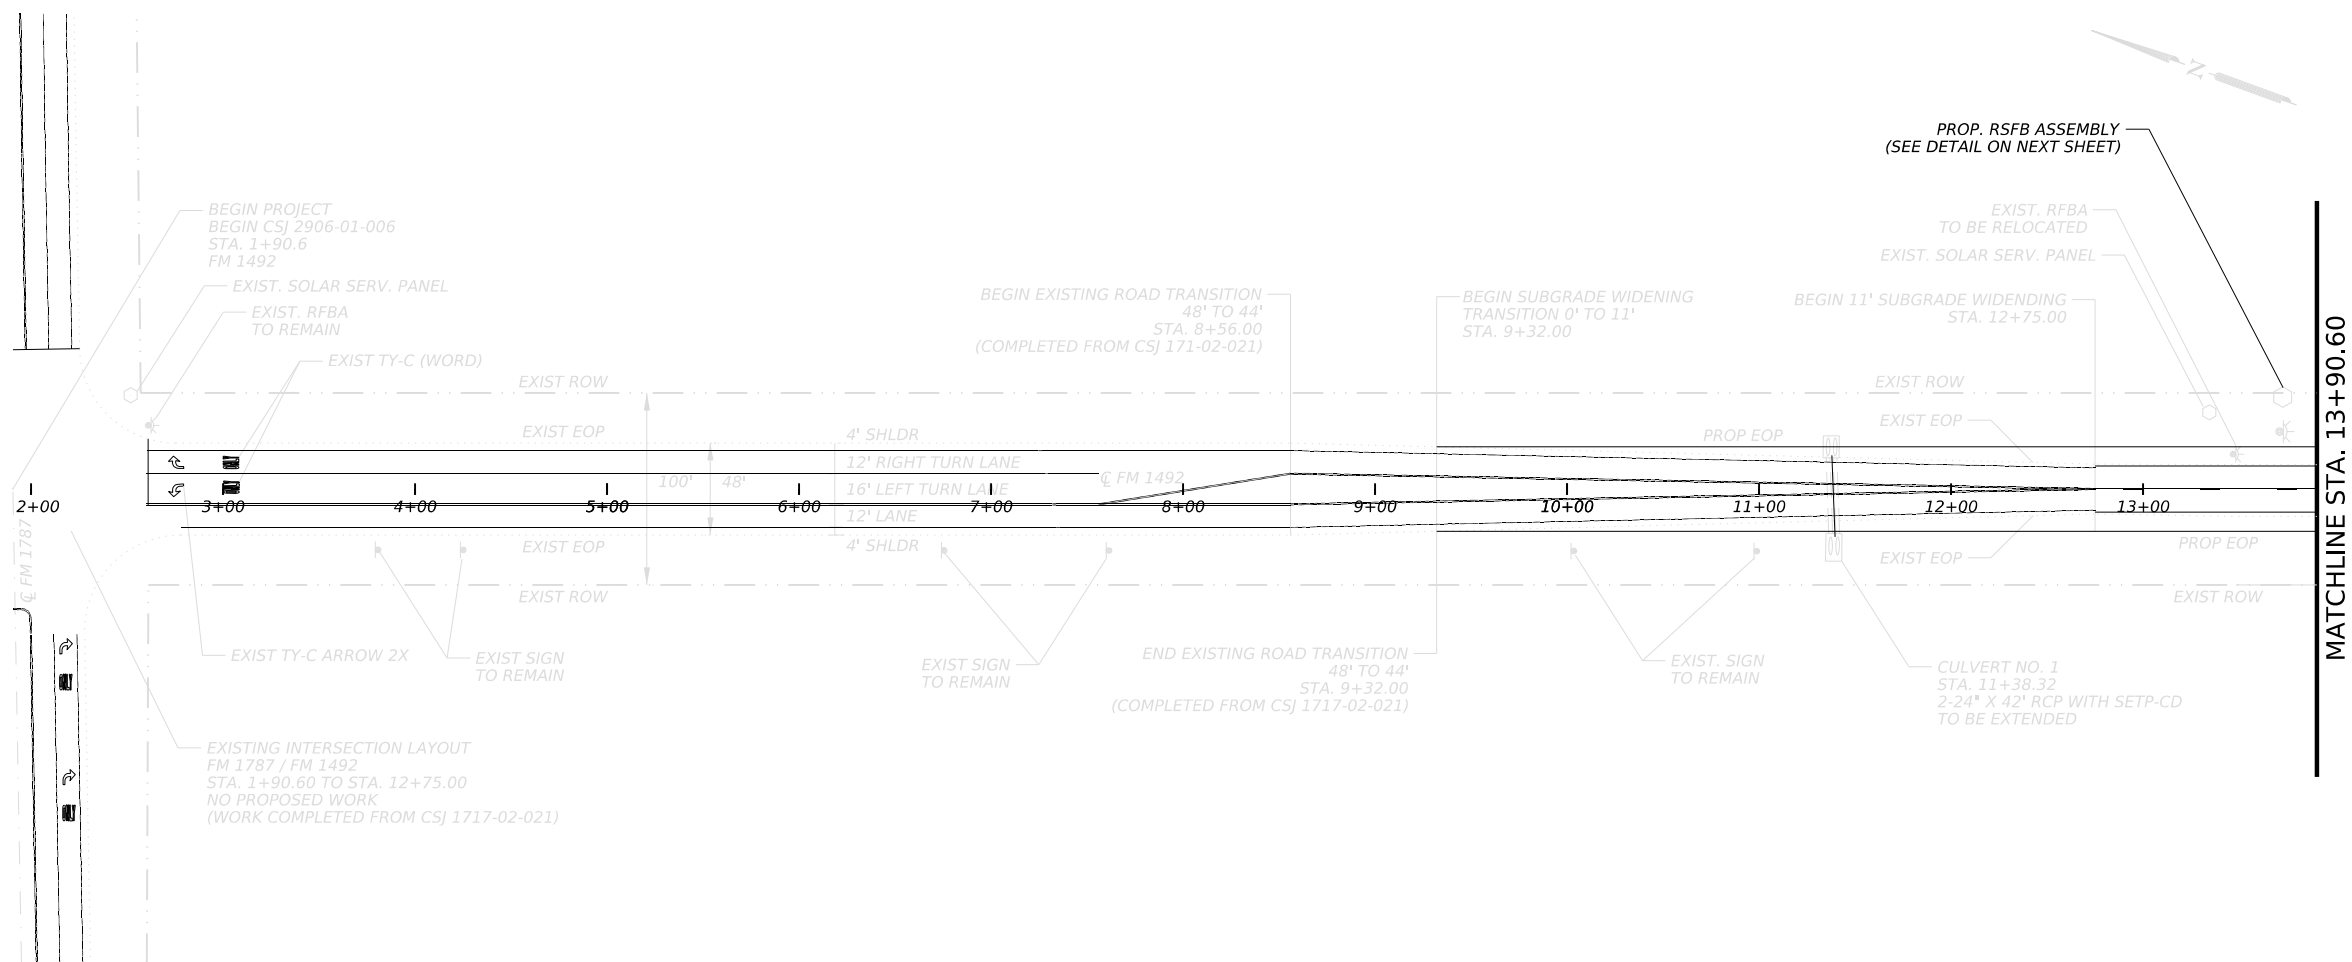 N
PROP. RSFB ASSEMBLY
(SEE DETAIL ON NEXT SHEET)
BEGIN PROJECT
BEGIN CSJ 2906-01-006
STA. 1+90.6
FM 1492
EXIST. SOLAR SERV. PANEL
EXIST. RFBA
TO REMAIN
EXIST TY-C (WORD)
BEGIN EXISTING ROAD TRANSITION
48' TO 44'
STA. 8+56.00
(COMPLETED FROM CSJ 171-02-021)
BEGIN SUBGRADE WIDENING
TRANSITION 0' TO 11'
STA. 9+32.00
EXIST. RFBA
TO BE RELOCATED
EXIST. SOLAR SERV. PANEL
BEGIN 11' SUBGRADE WIDENDING
STA. 12+75.00
MATCHLINE STA. 13+90.60
EXIST ROW
EXIST ROW
EXIST EOP
4' SHLDR
PROP EOP
EXIST EOP
12' RIGHT TURN LANE
100'
48'
16' LEFT TURN LANE
℄ FM 1492
2+00
3+00
4+00
5+00
6+00
7+00
8+00
9+00
10+00
11+00
12+00
13+00
12' LANE
EXIST EOP
4' SHLDR
EXIST EOP
PROP EOP
℄ FM 1787
EXIST ROW
EXIST ROW
EXIST TY-C ARROW 2X
EXIST SIGN
TO REMAIN
EXIST SIGN
TO REMAIN
END EXISTING ROAD TRANSITION
48' TO 44'
STA. 9+32.00
(COMPLETED FROM CSJ 1717-02-021)
EXIST. SIGN
TO REMAIN
CULVERT NO. 1
STA. 11+38.32
2-24" X 42' RCP WITH SETP-CD
TO BE EXTENDED
EXISTING INTERSECTION LAYOUT
FM 1787 / FM 1492
STA. 1+90.60 TO STA. 12+75.00
NO PROPOSED WORK
(WORK COMPLETED FROM CSJ 1717-02-021)